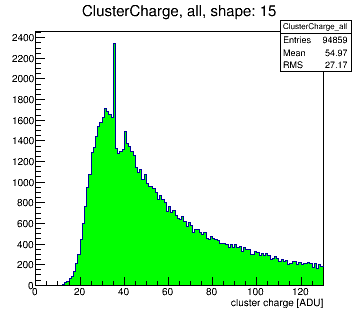 ClusterCharge, all, shape: 15
ClusterCharge_all
Entries 94859
Mean 54.97
RMS 27.17
2400
2200
2000
1800
1600
1400
1200
1000
800
600
400
200
0
0 20 40 60 80 100 120
cluster charge [ADU]